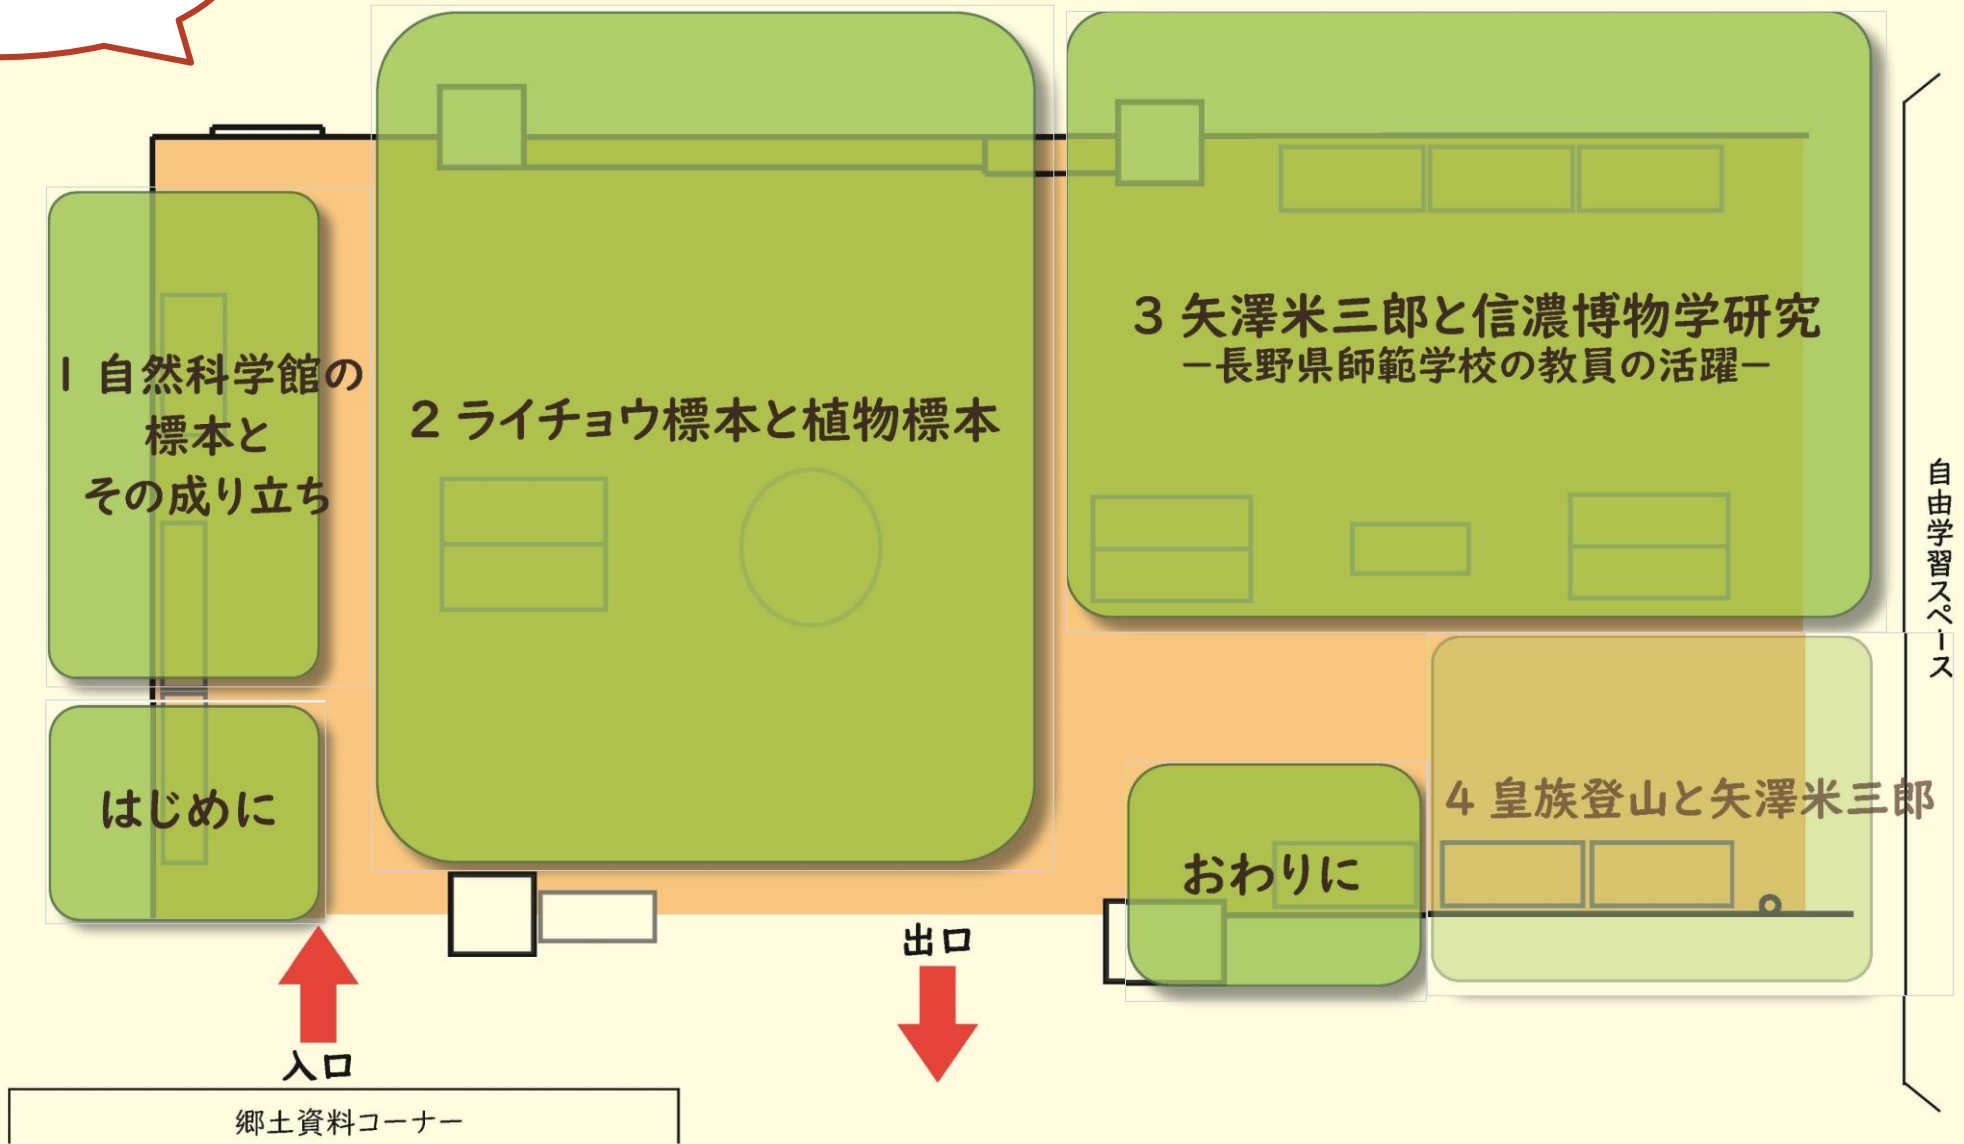 1 自然科学館の
標本と
その成り立ち
はじめに
2 ライチョウ標本と植物標本
3 矢澤米三郎と信濃博物学研究
－長野県師範学校の教員の活躍－
4 皇族登山と矢澤米三郎
おわりに
自由学習スペース
出口
入口
郷土資料コーナー